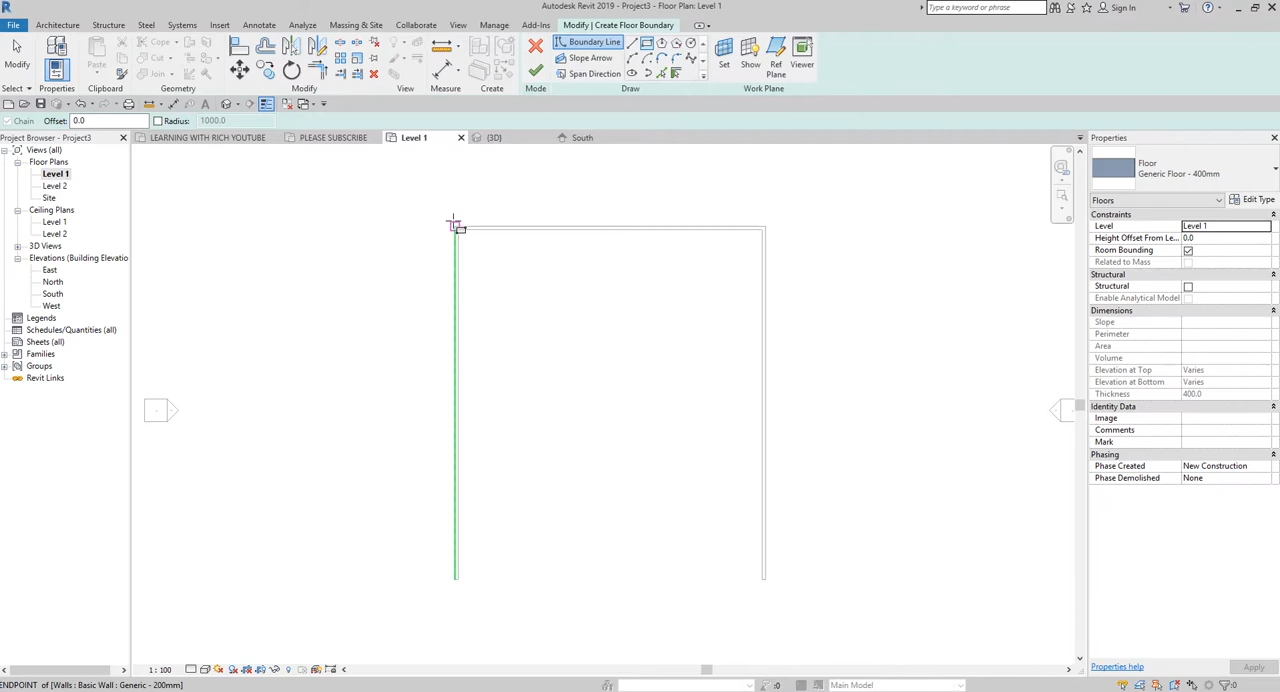 Autodesk Revit 2019 - Floor Plan: Level 1
Type a keyword or phrase
Sign In
File Architecture Structure Steel Systems Insert Annotate Analyze Massing & Site Collaborate View Manage Add-Ins Modify | Create Floor Boundary
Modify
Paste
Cope
Cut
Join
Boundary Line
Slope Arrow
Span Direction
Set Show Ref Plane Viewer
Select Properties Clipboard Geometry Modify View Measure Create Mode Draw Work Plane
Chain Offset: 0.0 Radius: 1000.0
Project Browser - Project3
LEARNING WITH RICH YOUTUBE PLEASE SUBSCRIBE Level 1 {3D} South
Views (all)
Floor Plans
Level 1
Level 2
Site
Ceiling Plans
Level 1
Level 2
3D Views
Elevations (Building Elevatio
East
North
South
West
Legends
Schedules/Quantities (all)
Sheets (all)
Families
Groups
Revit Links
Properties
Floor
Generic Floor - 400mm
Floors Edit Type
Constraints
Level Level 1
Height Offset From Le... 0.0
Room Bounding
Related to Mass
Structural
Structural
Enable Analytical Model
Dimensions
Slope
Perimeter
Area
Volume
Elevation at Top Varies
Elevation at Bottom Varies
Thickness 400.0
Identity Data
Image
Comments
Mark
Phasing
Phase Created New Construction
Phase Demolished None
Properties help Apply
1 : 100
ENDPOINT of [Walls : Basic Wall : Generic - 200mm]
:0
Main Model
:0